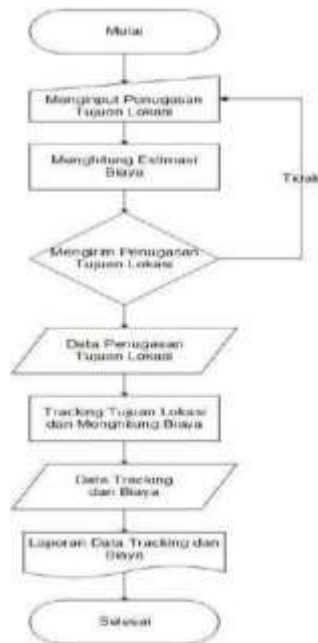 Mulai
Menginput Penugasan
Tujuan Lokasi
Menghitung Estimasi
Biaya
Tidak
Mengirim Penugasan
Tujuan Lokasi
Data Penugasan
Tujuan Lokasi
Tracking Tujuan Lokasi
dan Menghitung Biaya
Data Tracking
dan Biaya
Laporan Data Tracking dan
Biaya
Selesai